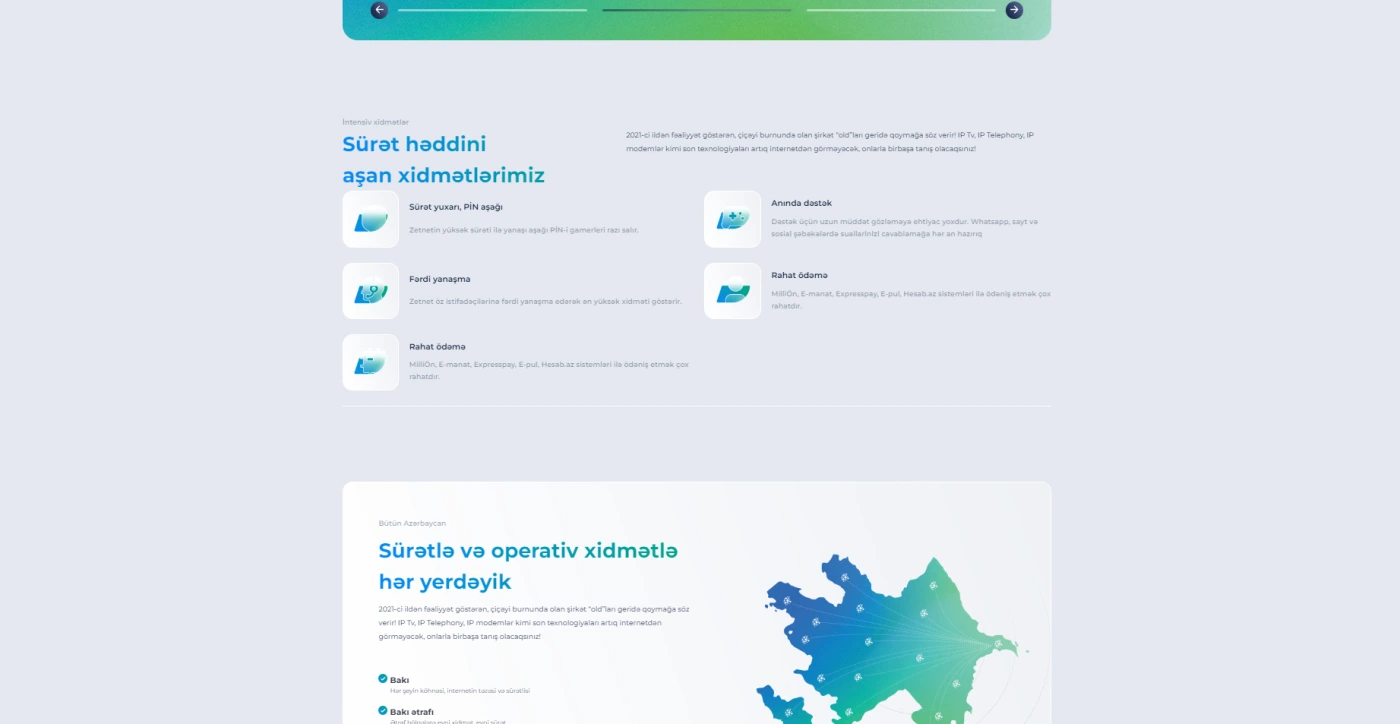 İntensiv xidmətlər
Sürət həddini
aşan xidmətlərimiz
2021-ci ildən fəaliyyət göstərən, çiçəyi burnunda olan şirkət "old"ları geridə qoymağa söz verir! IP Tv, IP Telephony, IP
modemlər kimi son texnologiyaları artıq internetdən görməyəcək, onlarla birbaşa tanış olacaqsınız!
Sürət yuxarı, PİN aşağı
Zetnetin yüksək sürəti ilə yanaşı aşağı PİN-i gamerləri razı salır.
Anında dəstək
Dəstək üçün uzun müddət gözləməyə ehtiyac yoxdur. Whatsapp, sayt və
sosial şəbəkələrdə suallarınızı cavablamağa hər an hazırıq
Fərdi yanaşma
Zetnet öz istifadəçilərinə fərdi yanaşma edərək ən yüksək xidməti göstərir.
Rahat ödəmə
MilliÖn, E-manat, Expresspay, E-pul, Hesab.az sistemləri ilə ödəniş etmək çox
rahatdır.
Rahat ödəmə
MilliÖn, E-manat, Expresspay, E-pul, Hesab.az sistemləri ilə ödəniş etmək çox
rahatdır.
Bütün Azərbaycan
Sürətlə və operativ xidmətlə
hər yerdəyik
2021-ci ildən fəaliyyət göstərən, çiçəyi burnunda olan şirkət "old"ları geridə qoymağa söz
verir! IP Tv, IP Telephony, IP modemlər kimi son texnologiyaları artıq internetdən
görməyəcək, onlarla birbaşa tanış olacaqsınız!
Bakı
Hər şeyin köhnəsi, internetin təzəsi və sürətlisi
Bakı ətrafı